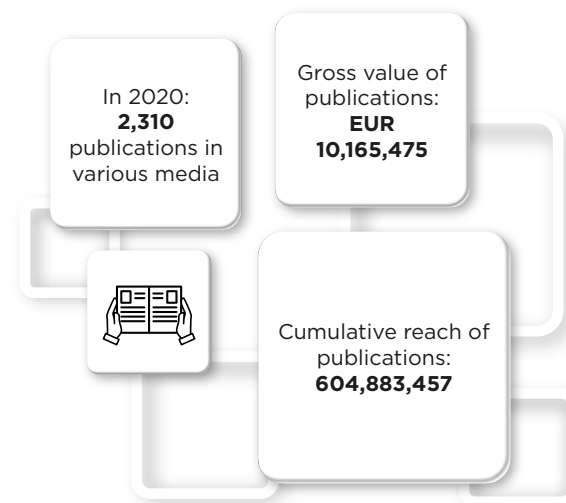 In 2020:
2,310
publications in
various media
Gross value of
publications:
EUR
10,165,475
Cumulative reach of
publications:
604,883,457